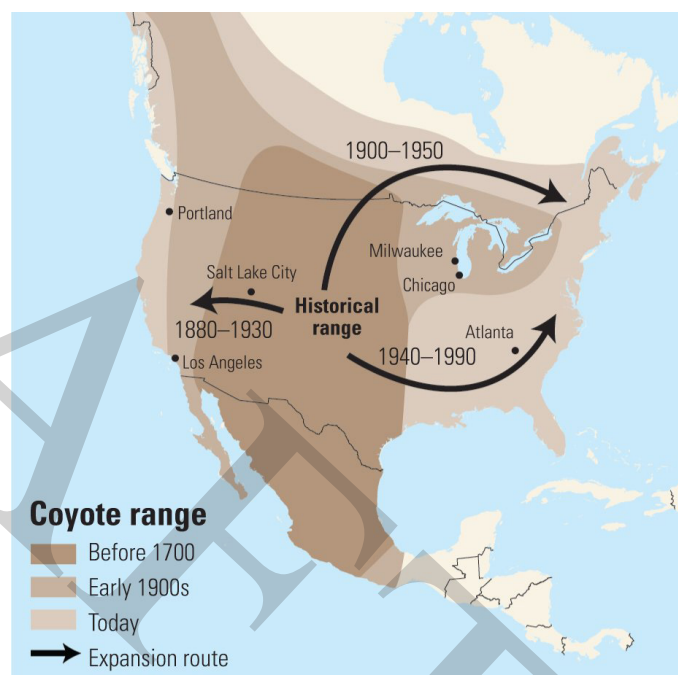 1900–1950
Portland
Milwaukee
Salt Lake City
Chicago
Historical
range
1880–1930
Atlanta
1940–1990
Los Angeles
Coyote range
Before 1700
Early 1900s
Today
Expansion route